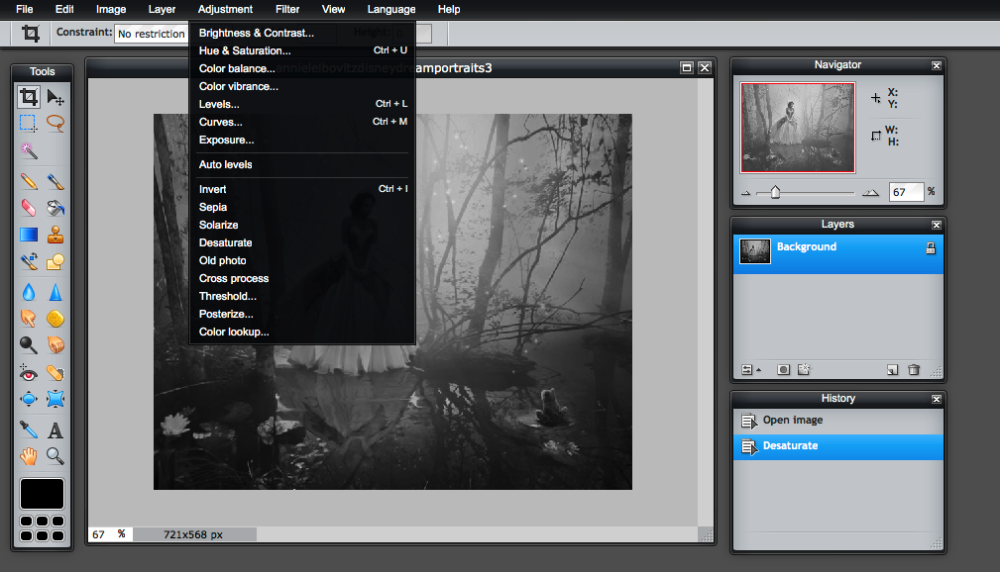 File Edit Image Layer Adjustment Filter View Language Help
Constraint: No restriction Height: 0
Tools
annieleibovitzdisneydreamportraits3
Brightness & Contrast...
Hue & Saturation... Ctrl + U
Color balance...
Color vibrance...
Levels... Ctrl + L
Curves... Ctrl + M
Exposure...
Auto levels
Invert Ctrl + I
Sepia
Solarize
Desaturate
Old photo
Cross process
Threshold...
Posterize...
Color lookup...
67 % 721x568 px
Navigator
X:
Y:
W:
H:
67 %
Layers
Background
History
Open image
Desaturate